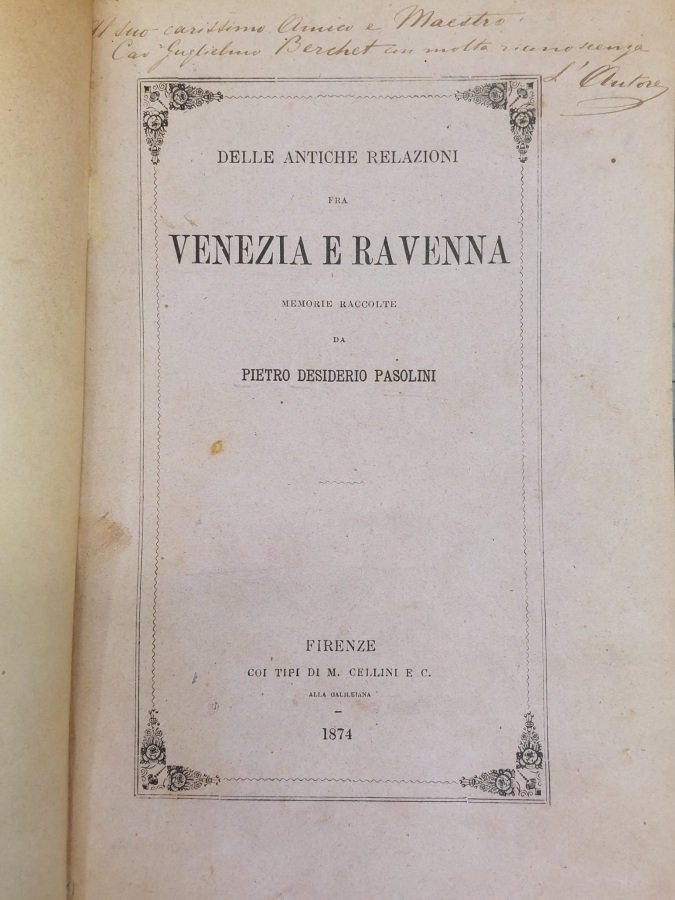 Al suo carissimo Amico e Maestro
Cav Guglielmo Berchet con molta riconoscenza
L'Autore
DELLE ANTICHE RELAZIONI
FRA
VENEZIA E RAVENNA
MEMORIE RACCOLTE
DA
PIETRO DESIDERIO PASOLINI
FIRENZE
COI TIPI DI M. CELLINI E C.
ALLA GALILEIANA
1874